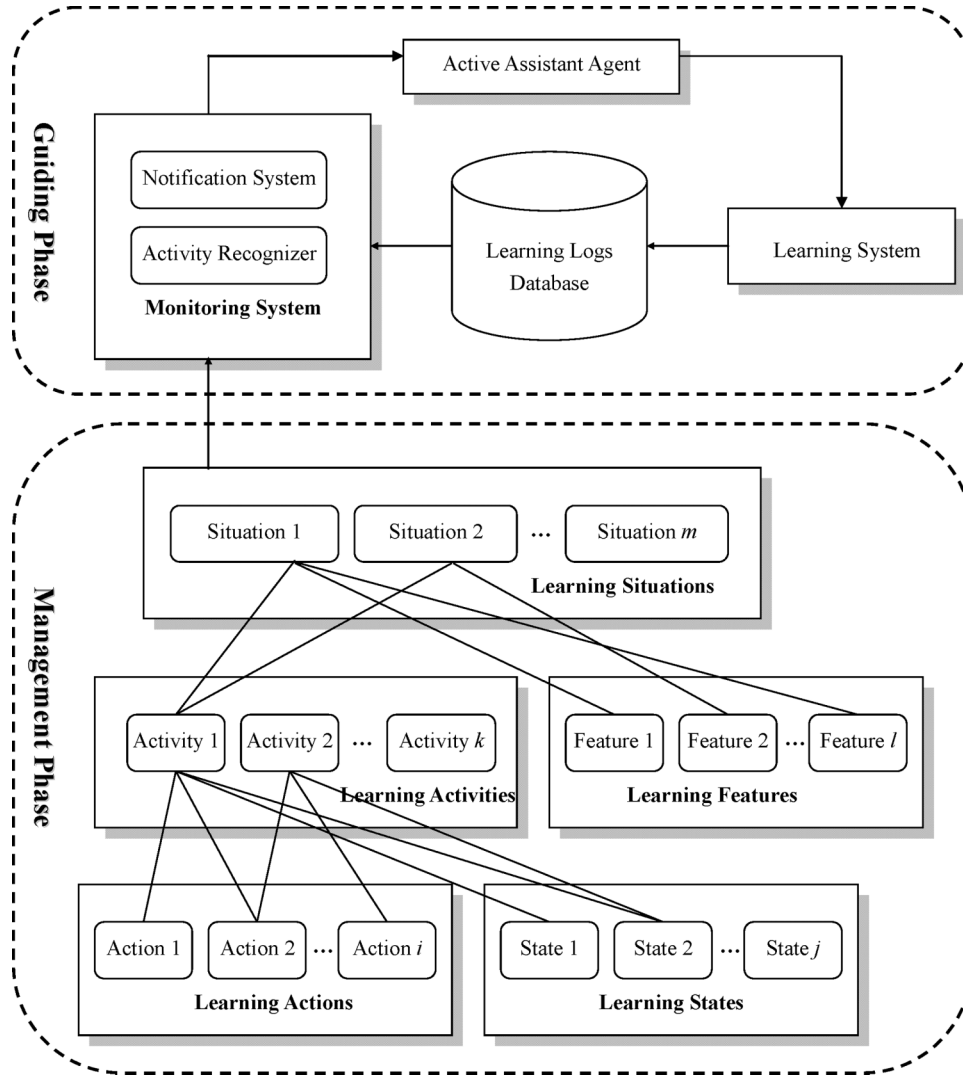 Guiding Phase
Active Assistant Agent
Notification System
Activity Recognizer
Monitoring System
Learning Logs
Database
Learning System
Management Phase
Situation 1
Situation 2
...
Situation m
Learning Situations
Activity 1
Activity 2
...
Activity k
Learning Activities
Feature 1
Feature 2
...
Feature l
Learning Features
Action 1
Action 2
...
Action i
Learning Actions
State 1
State 2
...
State j
Learning States